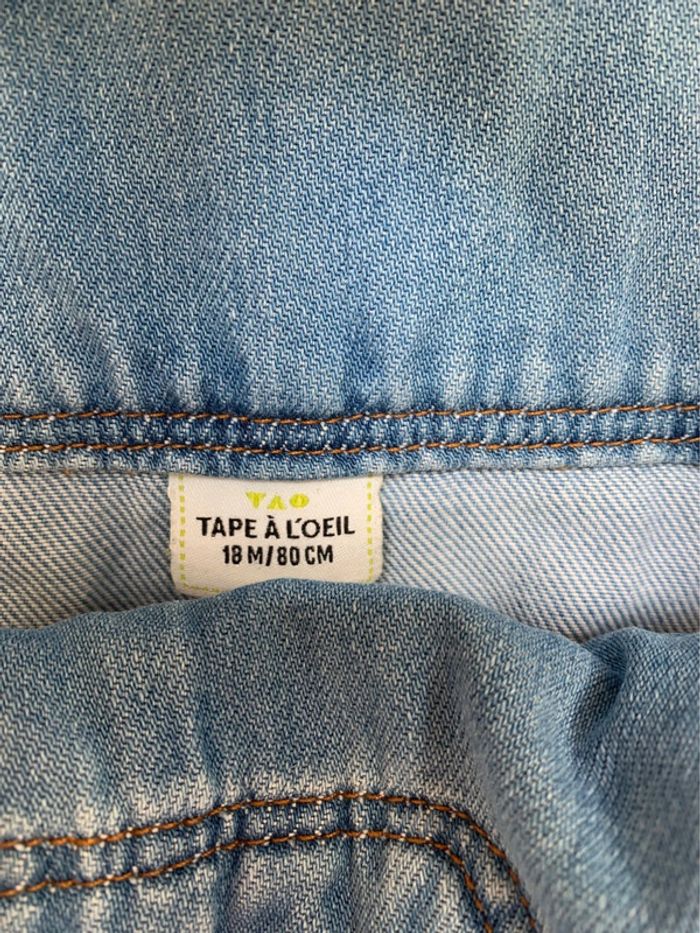 TAO
TAPE À L'OEIL
18 M/80 CM